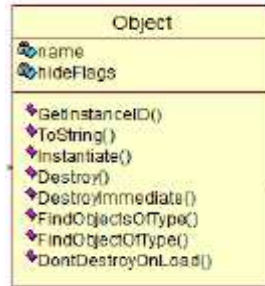 Object
name
hideFlags
GetInstanceID()
ToString()
Instantiate()
Destroy()
DestroyImmediate()
FindObjectsOfType()
FindObjectOfType()
DontDestroyOnLoad()